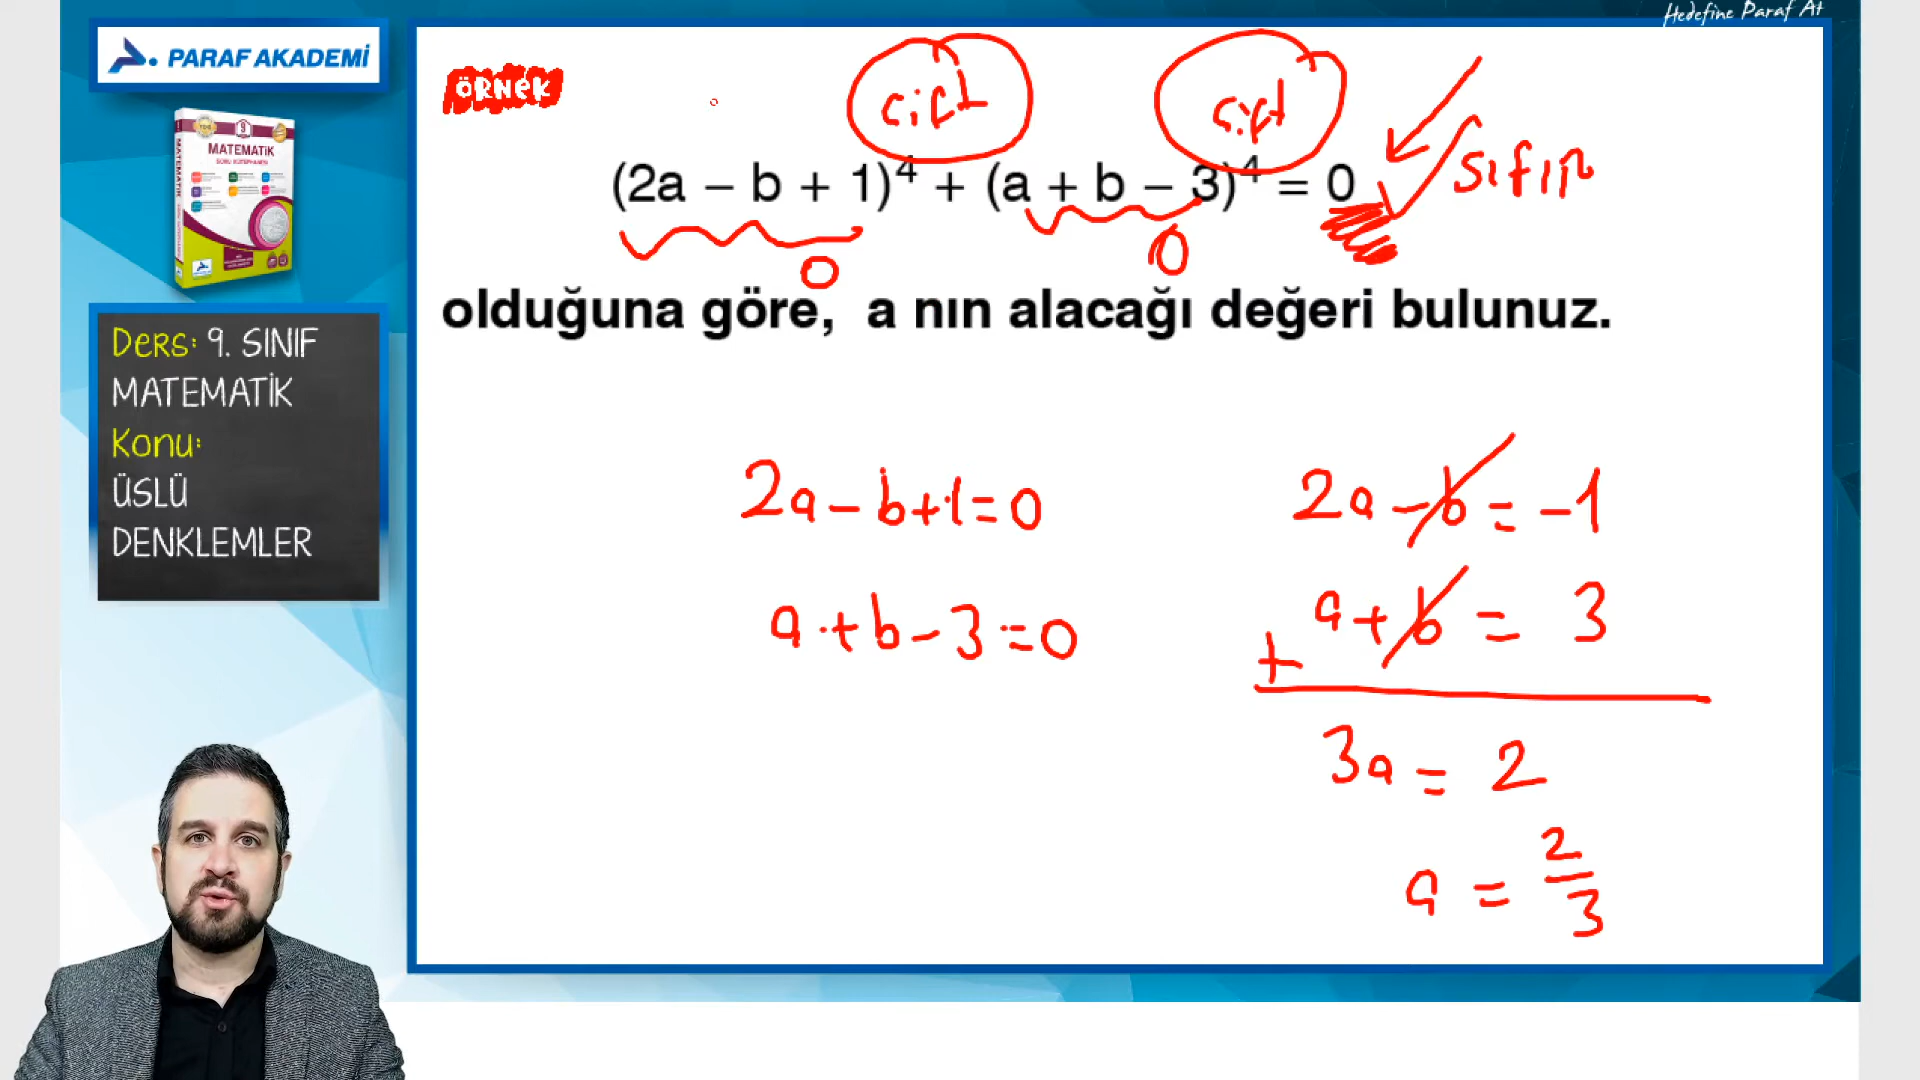 Hedefine Paraf At
PARAF AKADEMİ
MATEMATİK
SORU KÜTÜPHANESİ
Ders: 9. SINIF
MATEMATİK
Konu:
ÜSLÜ
DENKLEMLER
ÖRNEK
çift
çift
(2a − b + 1)⁴ + (a + b − 3)⁴ = 0
sıfır
0
0
olduğuna göre, a nın alacağı değeri bulunuz.
2a − b + 1 = 0
a + b − 3 = 0
2a − b = −1
a + b = 3
+
3a = 2
a = 2/3